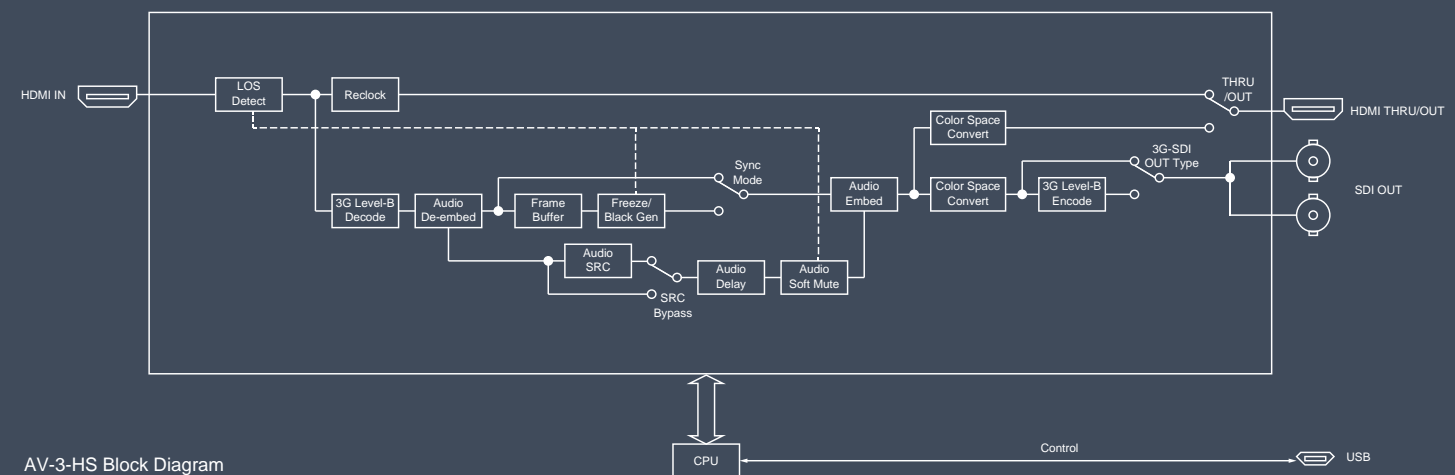 HDMI IN
LOS
Detect
Reclock
THRU
/OUT
HDMI THRU/OUT
Color Space
Convert
Sync
Mode
3G-SDI
OUT Type
SDI OUT
3G Level-B
Decode
Audio
De-embed
Frame
Buffer
Freeze/
Black Gen
Audio
Embed
Color Space
Convert
3G Level-B
Encode
Audio
SRC
SRC
Bypass
Audio
Delay
Audio
Soft Mute
AV-3-HS Block Diagram
CPU
Control
USB